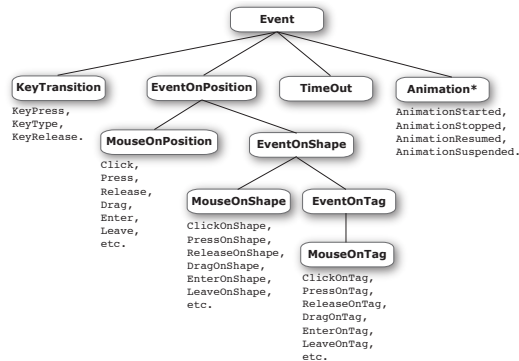 Event
KeyTransition
EventOnPosition
TimeOut
Animation*
KeyPress,
KeyType,
KeyRelease.
AnimationStarted,
AnimationStopped,
AnimationResumed,
AnimationSuspended.
MouseOnPosition
EventOnShape
Click,
Press,
Release,
Drag,
Enter,
Leave,
etc.
MouseOnShape
EventOnTag
ClickOnShape,
PressOnShape,
ReleaseOnShape,
DragOnShape,
EnterOnShape,
LeaveOnShape,
etc.
MouseOnTag
ClickOnTag,
PressOnTag,
ReleaseOnTag,
DragOnTag,
EnterOnTag,
LeaveOnTag,
etc.